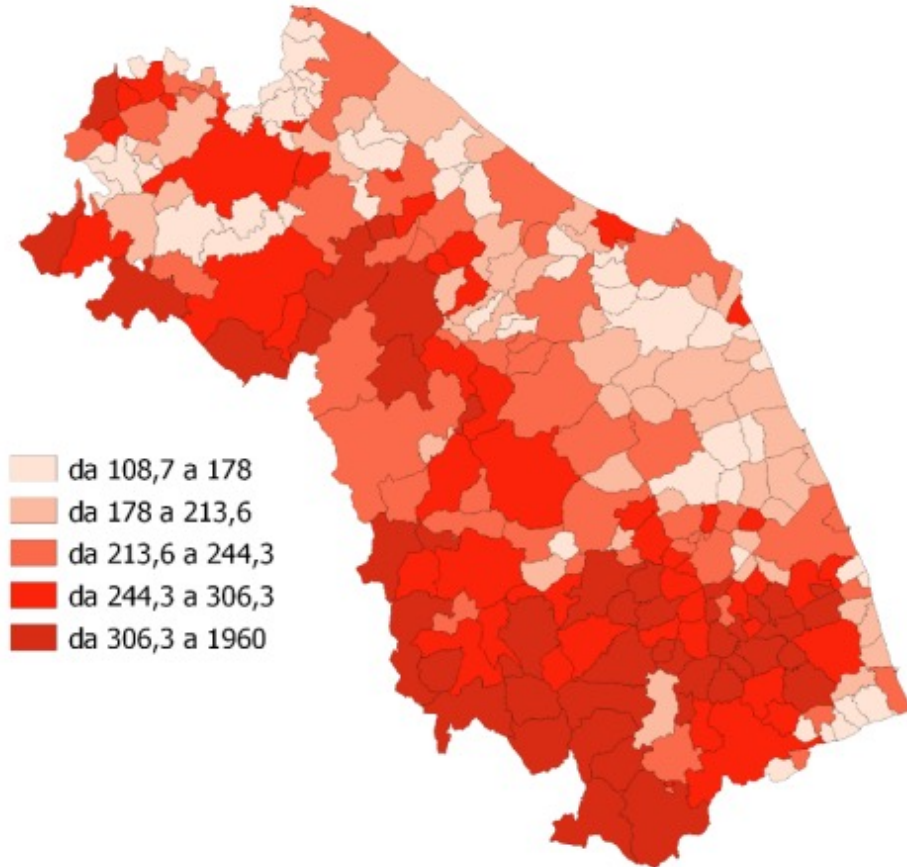 da 108,7 a 178
da 178 a 213,6
da 213,6 a 244,3
da 244,3 a 306,3
da 306,3 a 1960